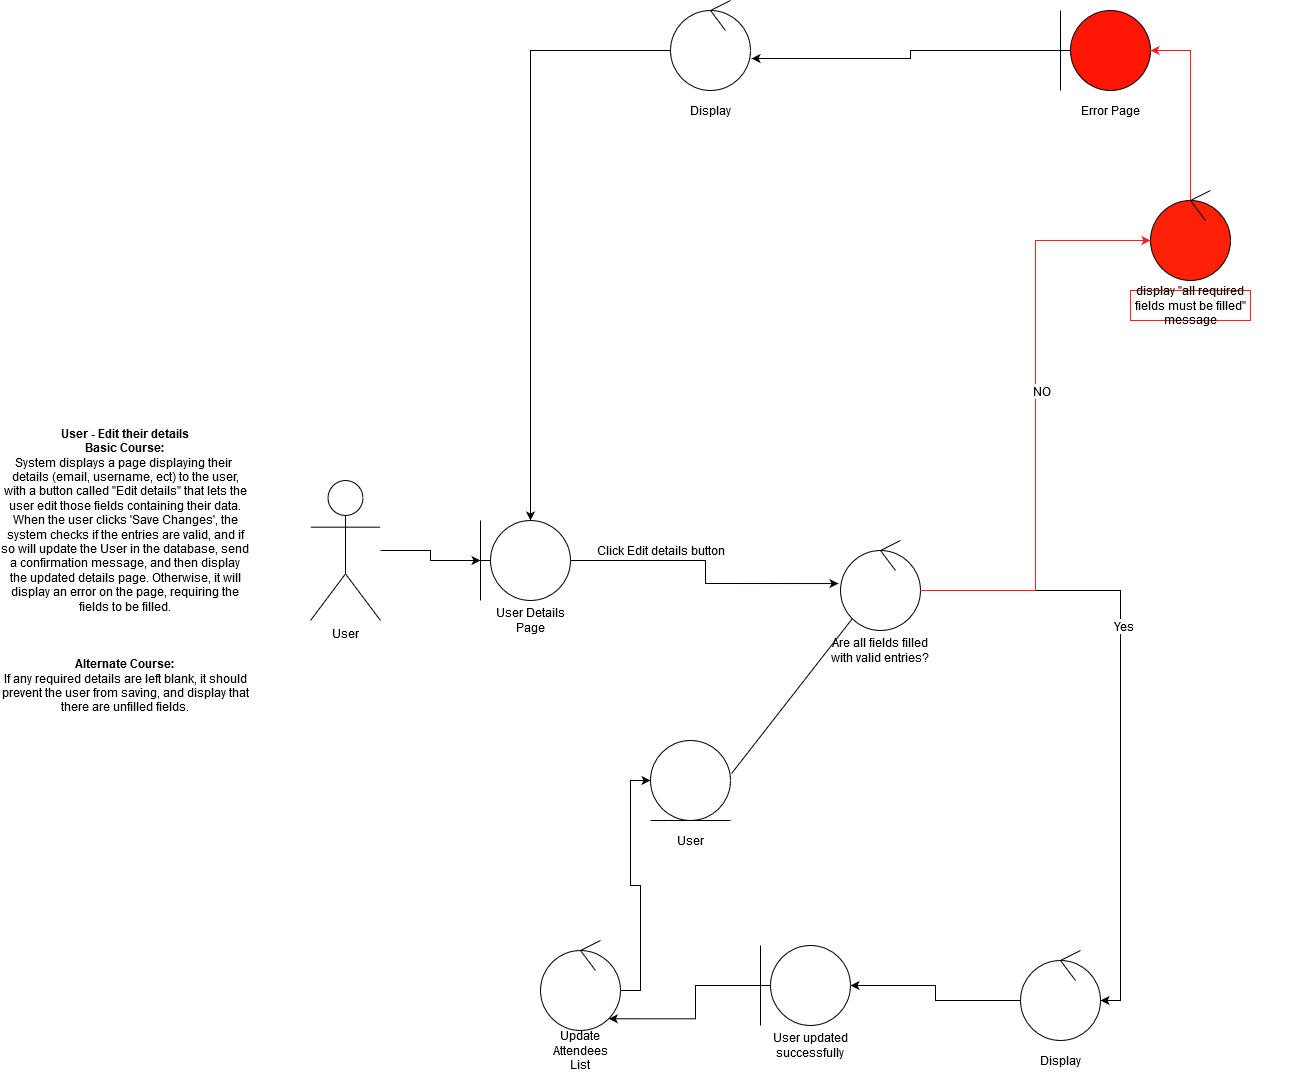 Display
Error Page
display "all required
fields must be filled"
message
NO
User - Edit their details
Basic Course:
System displays a page displaying their
details (email, username, ect) to the user,
with a button called "Edit details" that lets the
user edit those fields containing their data.
When the user clicks 'Save Changes', the
system checks if the entries are valid, and if
so will update the User in the database, send
a confirmation message, and then display
the updated details page. Otherwise, it will
display an error on the page, requiring the
fields to be filled.
Alternate Course:
If any required details are left blank, it should
prevent the user from saving, and display that
there are unfilled fields.
User
User Details
Page
Click Edit details button
Are all fields filled
with valid entries?
Yes
User
Update
Attendees
List
User updated
successfully
Display